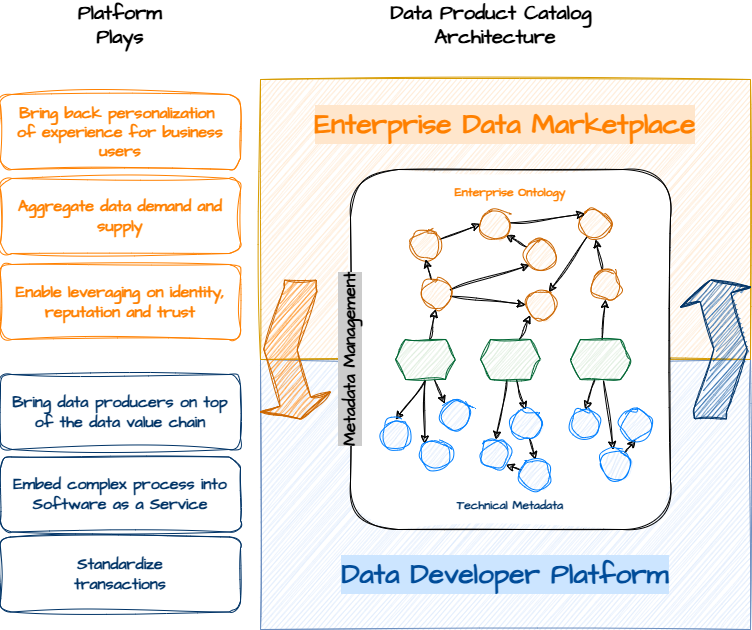 Platform
Plays
Data Product Catalog
Architecture
Bring back personalization
of experience for business
users
Aggregate data demand and
supply
Enable leveraging on identity,
reputation and trust
Bring data producers on top
of the data value chain
Embed complex process into
Software as a Service
Standardize
transactions
Enterprise Data Marketplace
Enterprise Ontology
Metadata Management
Technical Metadata
Data Developer Platform